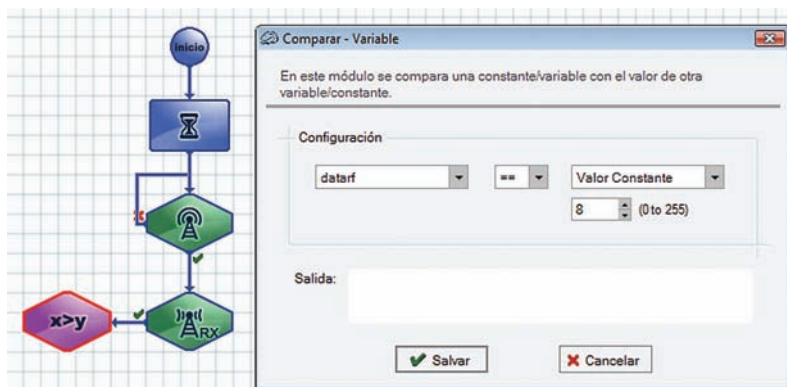 inicio
x>y
RX
Comparar - Variable
En este módulo se compara una constante/variable con el valor de otra
variable/constante.
Configuración
datarf
==
Valor Constante
8
(0 to 255)
Salida:
Salvar
Cancelar